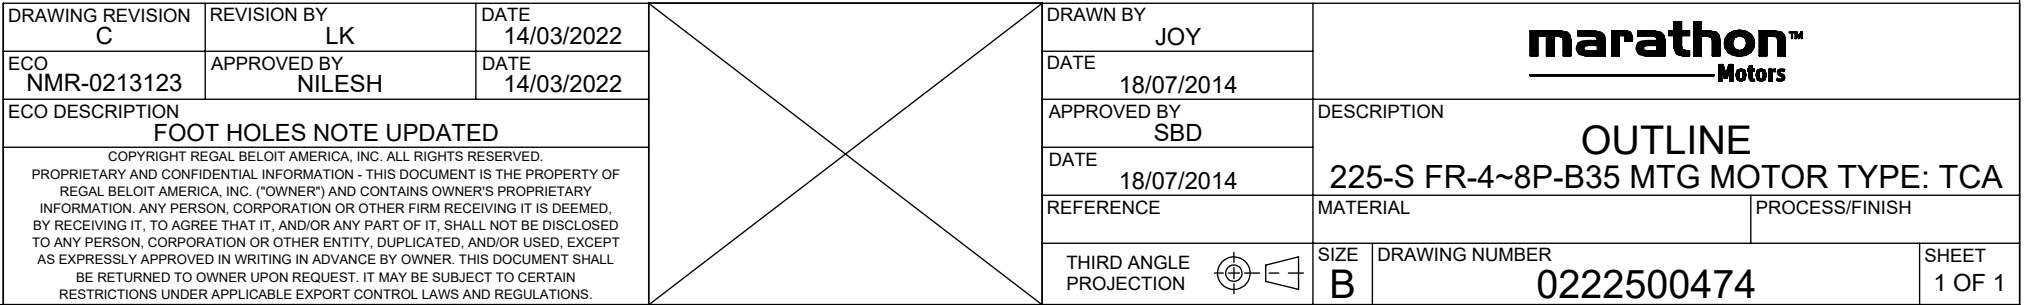 DRAWING REVISION
C
REVISION BY
LK
DATE
14/03/2022
ECO
NMR-0213123
APPROVED BY
NILESH
DATE
14/03/2022
ECO DESCRIPTION
FOOT HOLES NOTE UPDATED
COPYRIGHT REGAL BELOIT AMERICA, INC. ALL RIGHTS RESERVED.
PROPRIETARY AND CONFIDENTIAL INFORMATION - THIS DOCUMENT IS THE PROPERTY OF
REGAL BELOIT AMERICA, INC. ("OWNER") AND CONTAINS OWNER'S PROPRIETARY
INFORMATION. ANY PERSON, CORPORATION OR OTHER FIRM RECEIVING IT IS DEEMED,
BY RECEIVING IT, TO AGREE THAT IT, AND/OR ANY PART OF IT, SHALL NOT BE DISCLOSED
TO ANY PERSON, CORPORATION OR OTHER ENTITY, DUPLICATED, AND/OR USED, EXCEPT
AS EXPRESSLY APPROVED IN WRITING IN ADVANCE BY OWNER. THIS DOCUMENT SHALL
BE RETURNED TO OWNER UPON REQUEST. IT MAY BE SUBJECT TO CERTAIN
RESTRICTIONS UNDER APPLICABLE EXPORT CONTROL LAWS AND REGULATIONS.
DRAWN BY
JOY
DATE
18/07/2014
APPROVED BY
SBD
DATE
18/07/2014
REFERENCE
THIRD ANGLE
PROJECTION
marathon™
Motors
DESCRIPTION
OUTLINE
225-S FR-4~8P-B35 MTG MOTOR TYPE: TCA
MATERIAL
PROCESS/FINISH
SIZE
B
DRAWING NUMBER
0222500474
SHEET
1 OF 1